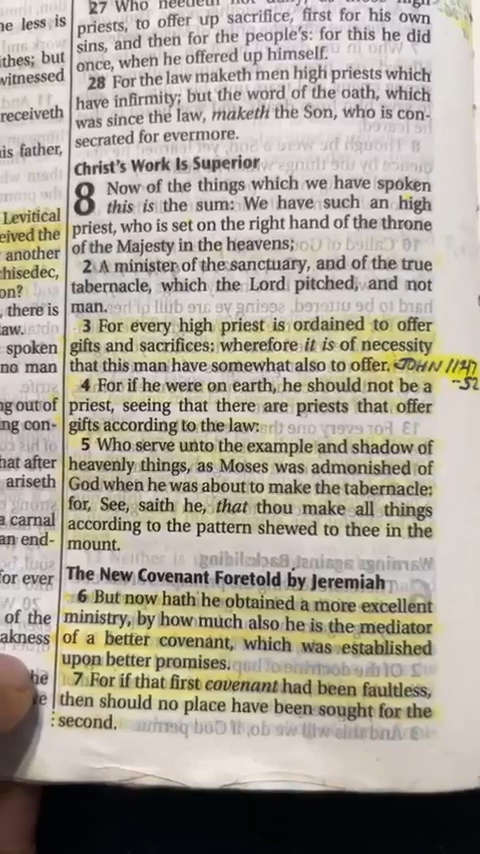 ne less is
ithes; but
witnessed
receiveth
is father,
Levitical
eived the
another
hisedec,
on?
there is
law.
spoken
no man
ng out of
ing con-
hat after
ariseth
a carnal
an end-
for ever
of the
akness
he
27 Who needeth not
priests, to offer up sacrifice, first for his own
sins, and then for the people's: for this he did
once, when he offered up himself.
28 For the law maketh men high priests which
have infirmity; but the word of the oath, which
was since the law, maketh the Son, who is con-
secrated for evermore.
Christ's Work Is Superior
8 Now of the things which we have spoken
this is the sum: We have such an high
priest, who is set on the right hand of the throne
of the Majesty in the heavens;
2 A minister of the sanctuary, and of the true
tabernacle, which the Lord pitched, and not
man.
3 For every high priest is ordained to offer
gifts and sacrifices: wherefore it is of necessity
that this man have somewhat also to offer. JOHN 11:47
-52
4 For if he were on earth, he should not be a
priest, seeing that there are priests that offer
gifts according to the law:
5 Who serve unto the example and shadow of
heavenly things, as Moses was admonished of
God when he was about to make the tabernacle:
for, See, saith he, that thou make all things
according to the pattern shewed to thee in the
mount.
The New Covenant Foretold by Jeremiah
6 But now hath he obtained a more excellent
ministry, by how much also he is the mediator
of a better covenant, which was established
upon better promises.
7 For if that first covenant had been faultless,
then should no place have been sought for the
second.